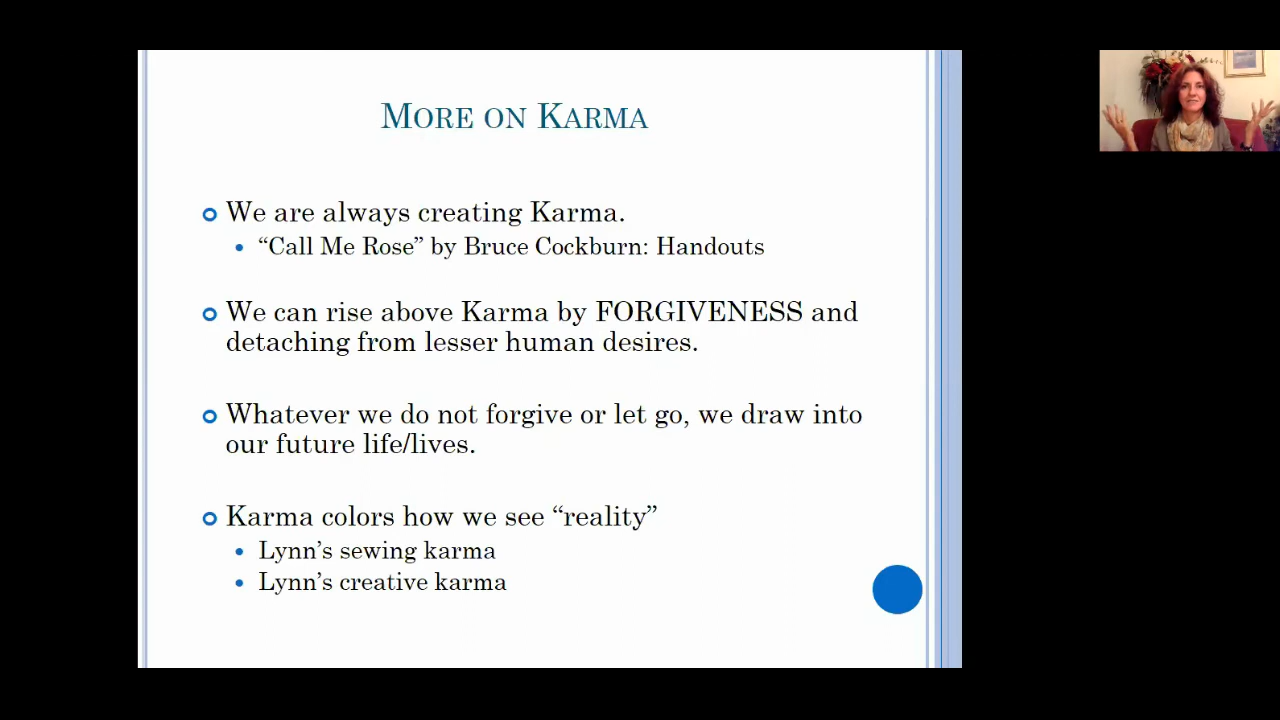 MORE ON KARMA
We are always creating Karma.
“Call Me Rose” by Bruce Cockburn: Handouts
We can rise above Karma by FORGIVENESS and
detaching from lesser human desires.
Whatever we do not forgive or let go, we draw into
our future life/lives.
Karma colors how we see “reality”
Lynn’s sewing karma
Lynn’s creative karma